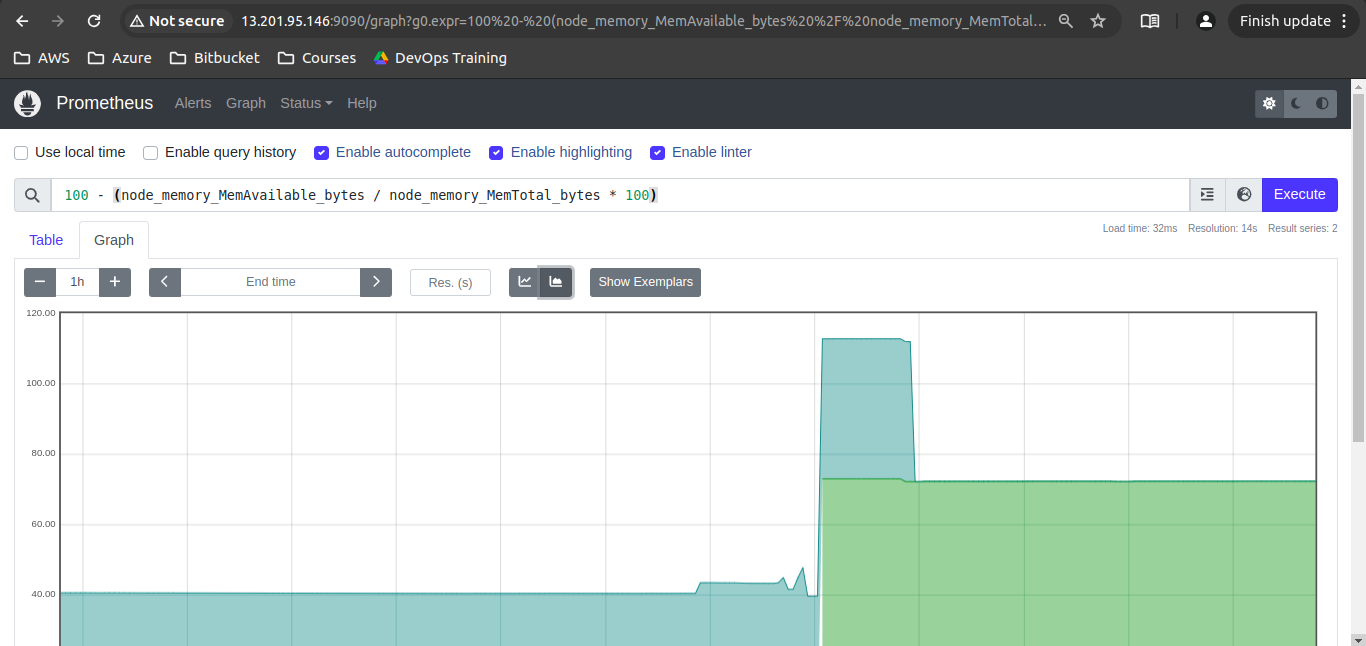 Not secure 13.201.95.146:9090/graph?g0.expr=100%20-%20(node_memory_MemAvailable_bytes%20%2F%20node_memory_MemTotal... Finish update
AWS Azure Bitbucket Courses DevOps Training
Prometheus Alerts Graph Status Help
Use local time Enable query history Enable autocomplete Enable highlighting Enable linter
100 - (node_memory_MemAvailable_bytes / node_memory_MemTotal_bytes * 100) Execute
Load time: 32ms Resolution: 14s Result series: 2
Table Graph
− 1h + End time Res. (s) Show Exemplars
120.00
100.00
80.00
60.00
40.00